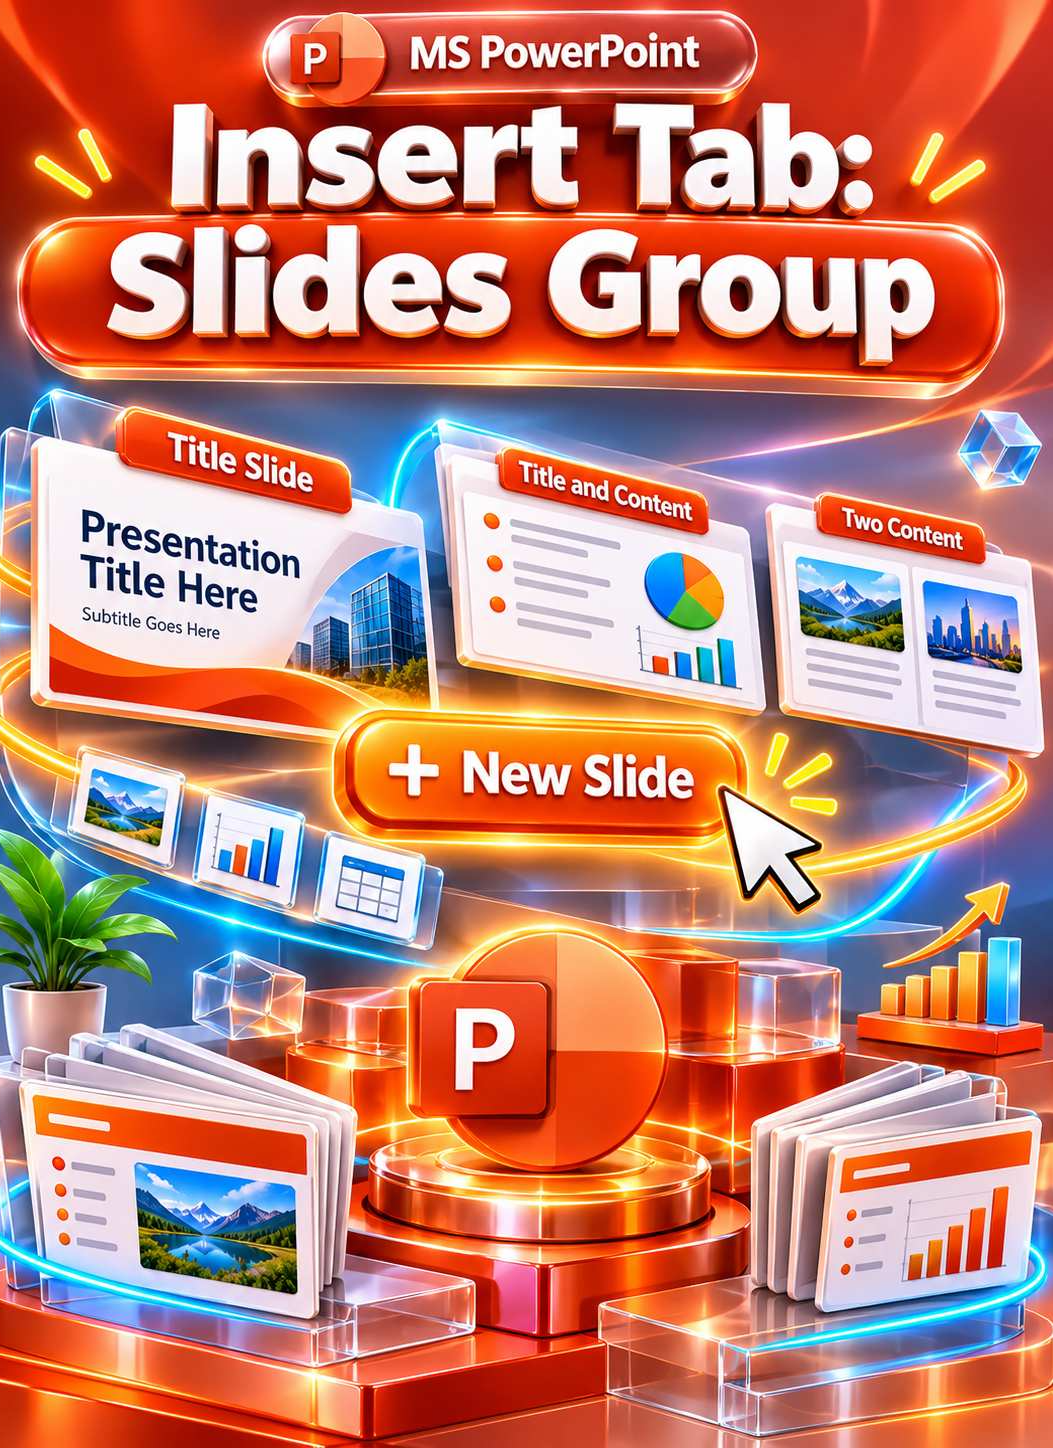 P MS PowerPoint
Insert Tab:
Slides Group
Title Slide
Presentation
Title Here
Subtitle Goes Here
Title and Content
Two Content
+ New Slide
P